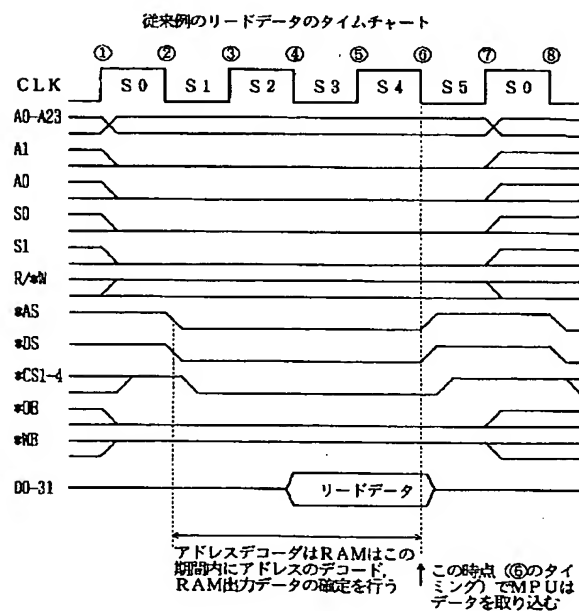 従来例のリードデータのタイムチャート
① ② ③ ④ ⑤ ⑥ ⑦ ⑧
CLK S0 S1 S2 S3 S4 S5 S0
A0-A23
A1
A0
S0
S1
R/*W
*AS
*DS
*CS1-4
*OE
*WE
D0-31 リードデータ
アドレスデコーダはRAMはこの
期間内にアドレスのデコード,
RAM出力データの確定を行う
↑ この時点(⑥のタイ
ミング)でMPUは
データを取り込む